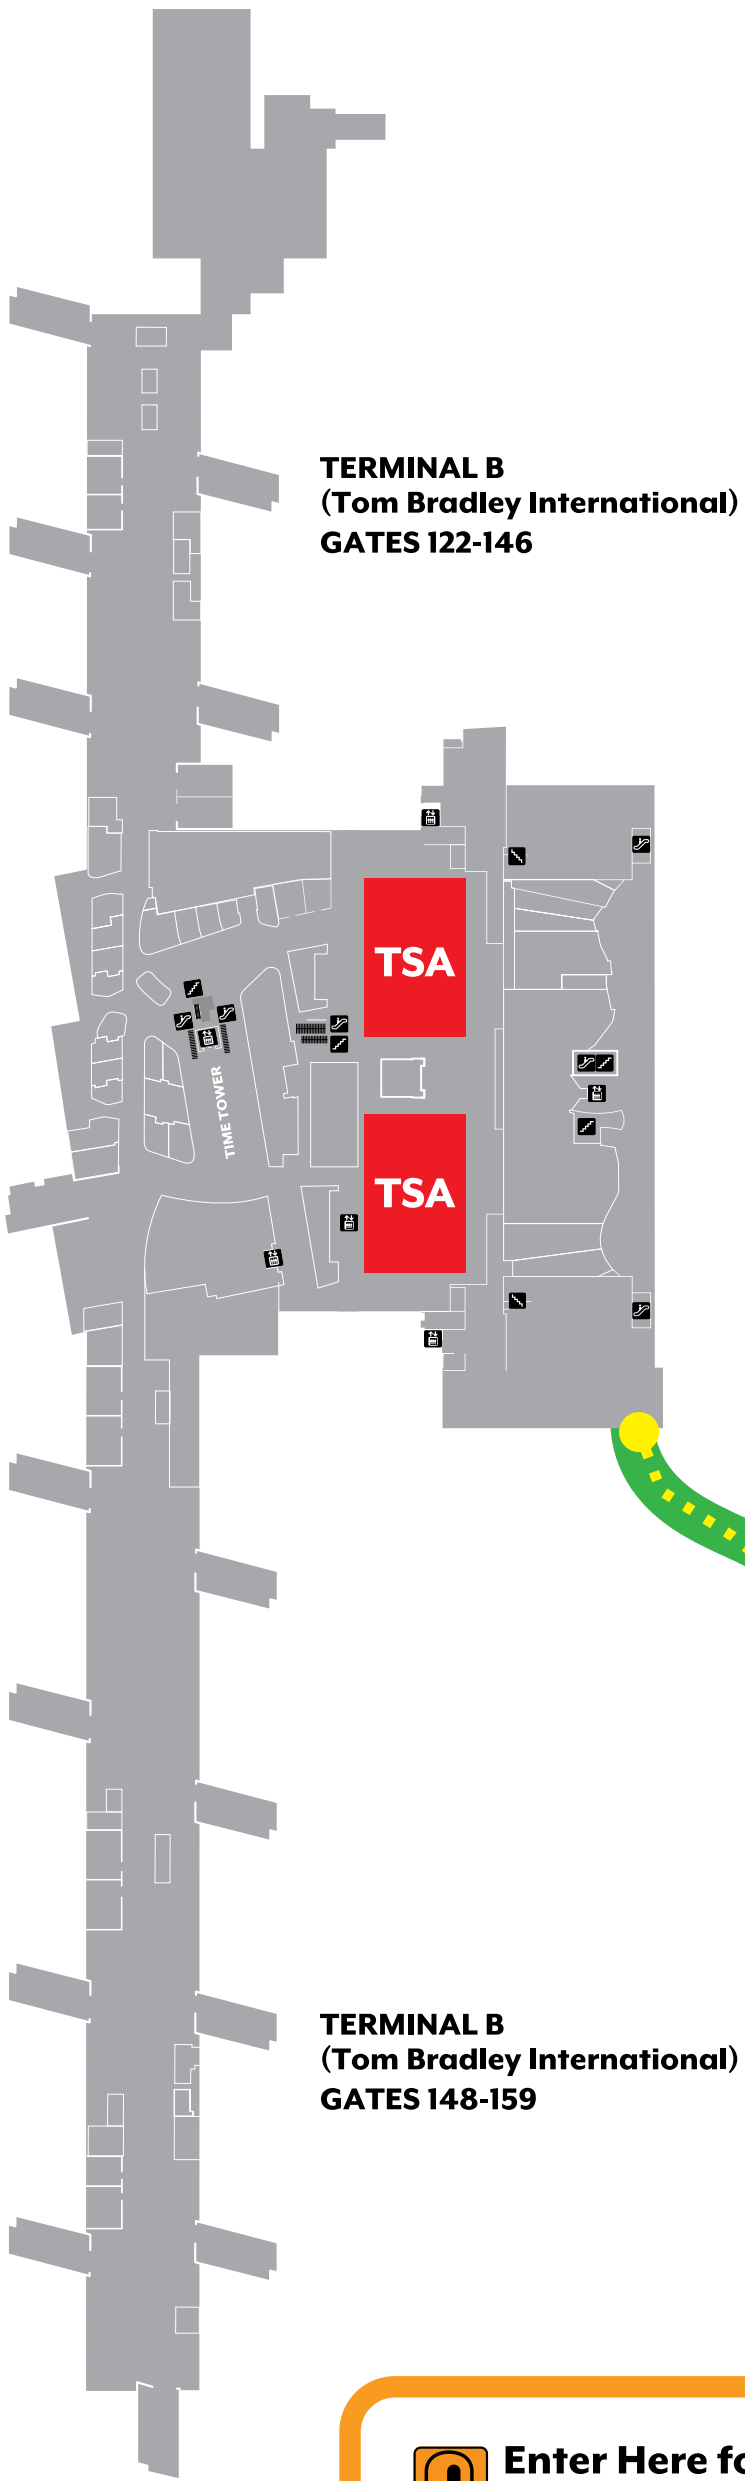 TERMINAL B
(Tom Bradley International)
GATES 122-146
TSA
TIME TOWER
TSA
TERMINAL B
(Tom Bradley International)
GATES 148-159
Enter Here fo